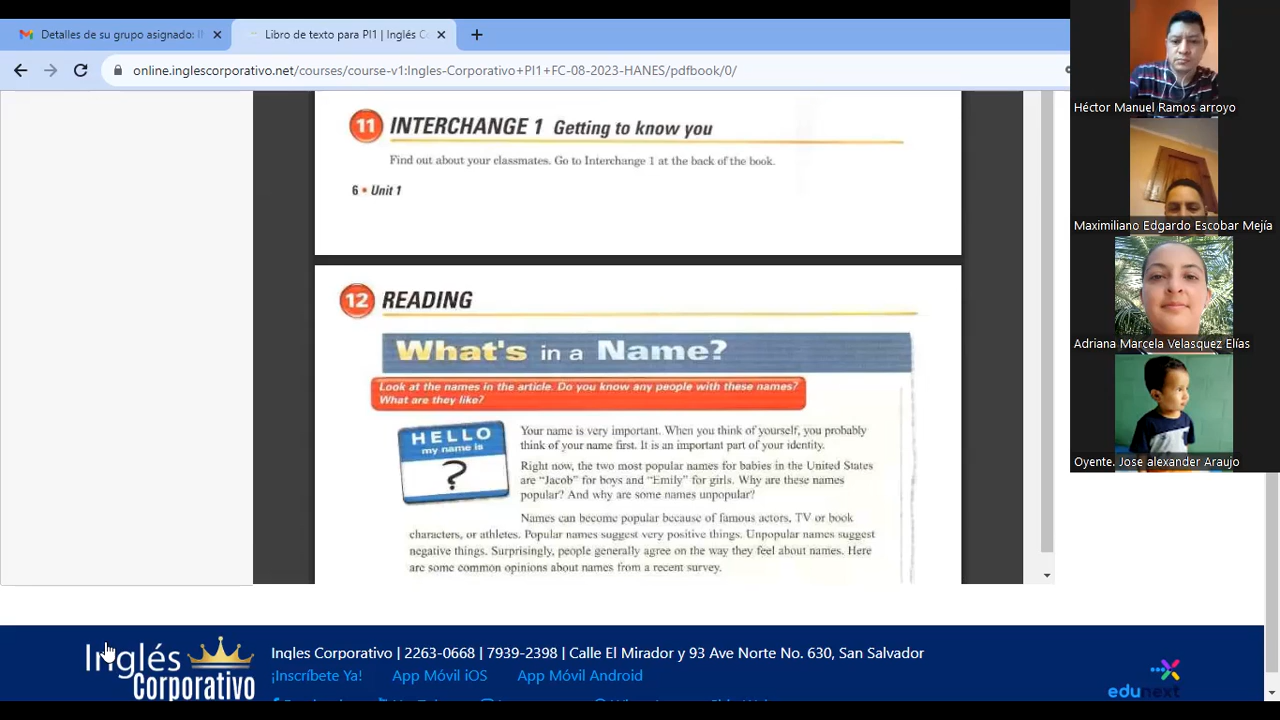 Detalles de su grupo asignado: I
Libro de texto para PI1 | Inglés C
online.inglescorporativo.net/courses/course-v1:Ingles-Corporativo+PI1+FC-08-2023-HANES/pdfbook/0/
11 INTERCHANGE 1 Getting to know you
Find out about your classmates. Go to Interchange 1 at the back of the book.
6 • Unit 1
12 READING
What's in a Name?
Look at the names in the article. Do you know any people with these names?
What are they like?
HELLO
my name is
?
Your name is very important. When you think of yourself, you probably
think of your name first. It is an important part of your identity.
Right now, the two most popular names for babies in the United States
are "Jacob" for boys and "Emily" for girls. Why are these names
popular? And why are some names unpopular?
Names can become popular because of famous actors, TV or book
characters, or athletes. Popular names suggest very positive things. Unpopular names suggest
negative things. Surprisingly, people generally agree on the way they feel about names. Here
are some common opinions about names from a recent survey.
Inglés
Corporativo
Ingles Corporativo | 2263-0668 | 7939-2398 | Calle El Mirador y 93 Ave Norte No. 630, San Salvador
¡Inscríbete Ya! App Móvil iOS App Móvil Android
edunext
Héctor Manuel Ramos arroyo
Maximiliano Edgardo Escobar Mejía
Adriana Marcela Velasquez Elías
Oyente. Jose alexander Araujo